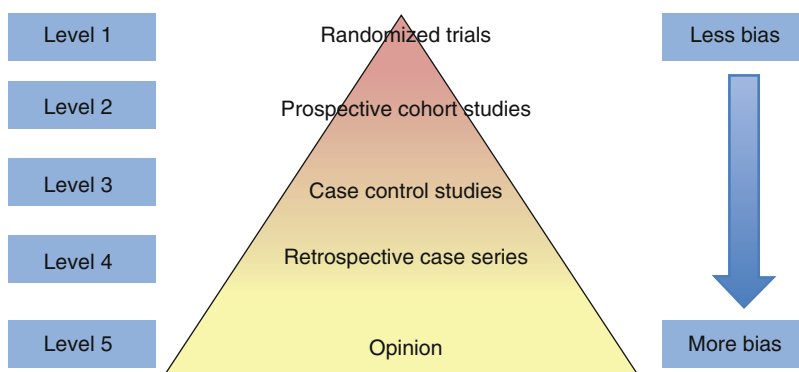 Level 1
Randomized trials
Less bias
Level 2
Prospective cohort studies
Level 3
Case control studies
Level 4
Retrospective case series
Level 5
Opinion
More bias